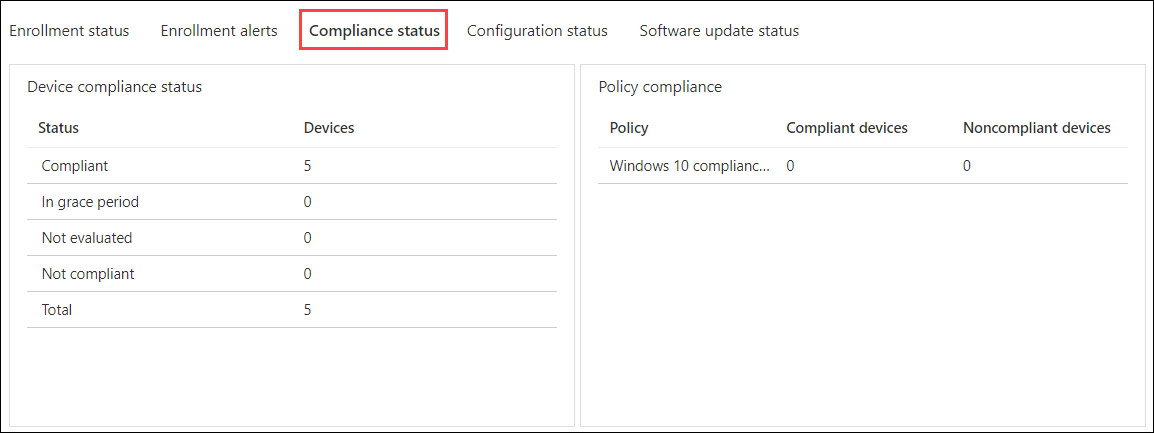 Enrollment status Enrollment alerts Compliance status Configuration status Software update status
Device compliance status
Status Devices
Compliant 5
In grace period 0
Not evaluated 0
Not compliant 0
Total 5
Policy compliance
Policy Compliant devices Noncompliant devices
Windows 10 complianc... 0 0